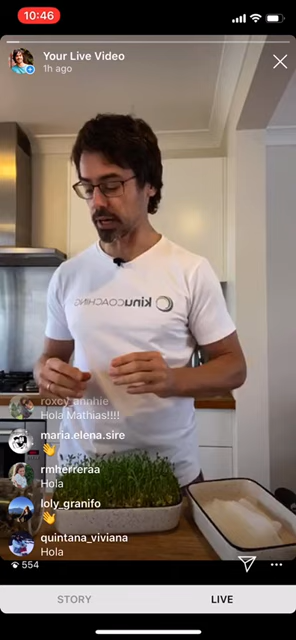 10:46
Your Live Video
1h ago
kinuCOACHING
roxcy_annhie
Hola Mathias!!!!
maria.elena.sire
👋
rmherreraa
Hola
loly_granifo
👋
quintana_viviana
Hola
554
STORY LIVE